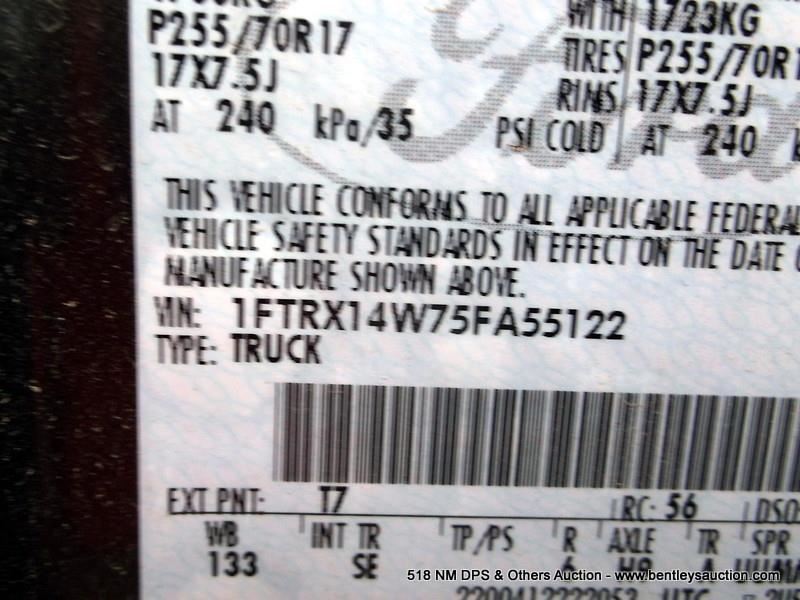 P255/70R17
17X7.5J
AT 240 kPa/35
WITH 1723KG
TIRES P255/70R1
RIMS 17X7.5J
PSI COLD AT 240
THIS VEHICLE CONFORMS TO ALL APPLICABLE FEDERAL
VEHICLE SAFETY STANDARDS IN EFFECT ON THE DATE
MANUFACTURE SHOWN ABOVE.
VIN: 1FTRX14W75FA55122
TYPE: TRUCK
EXT PNT: T7 RC: 56 DSO
WB INT TR TP/PS R AXLE TR SPR
133 SE 6 H9 A
518 NM DPS & Others Auction - www.bentleysauction.com